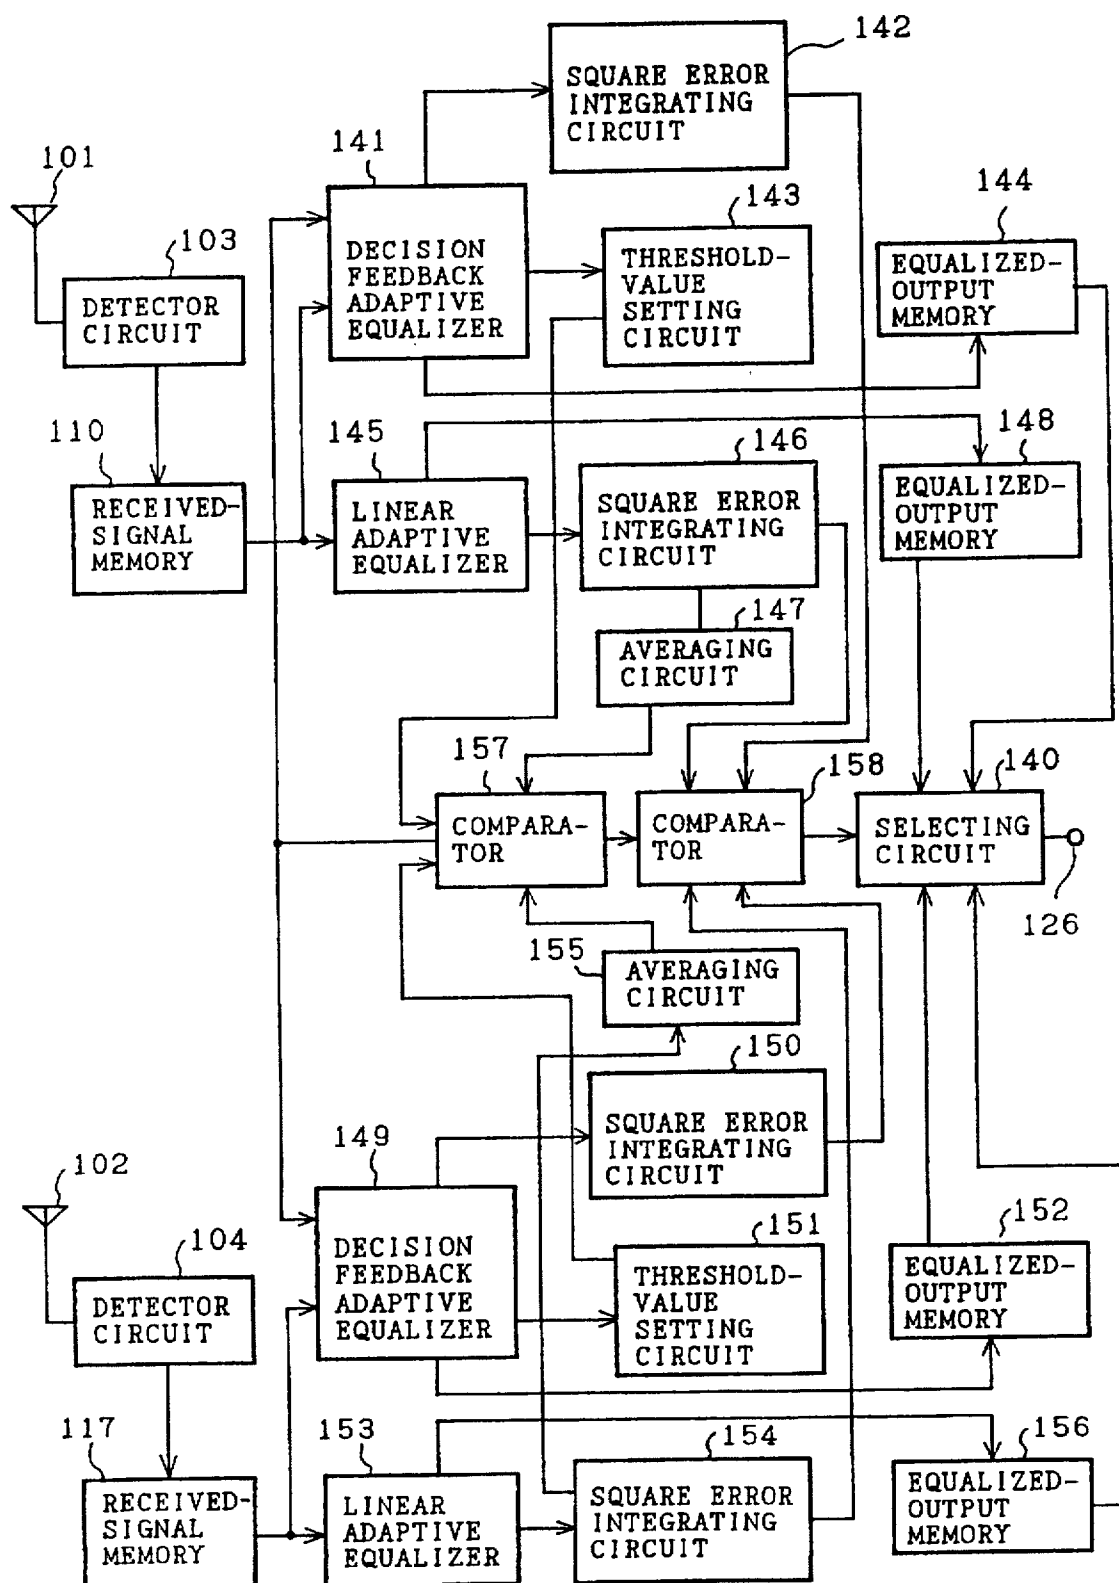 142
SQUARE ERROR
INTEGRATING
CIRCUIT
101
141
143
144
103
DECISION
FEEDBACK
ADAPTIVE
EQUALIZER
THRESHOLD-
VALUE
SETTING
CIRCUIT
EQUALIZED-
OUTPUT
MEMORY
DETECTOR
CIRCUIT
110
145
146
148
RECEIVED-
SIGNAL
MEMORY
LINEAR
ADAPTIVE
EQUALIZER
SQUARE ERROR
INTEGRATING
CIRCUIT
EQUALIZED-
OUTPUT
MEMORY
147
AVERAGING
CIRCUIT
157
158
140
COMPARA-
TOR
COMPARA-
TOR
SELECTING
CIRCUIT
126
155
AVERAGING
CIRCUIT
150
SQUARE ERROR
INTEGRATING
CIRCUIT
149
102
151
152
104
DECISION
FEEDBACK
ADAPTIVE
EQUALIZER
THRESHOLD-
VALUE
SETTING
CIRCUIT
EQUALIZED-
OUTPUT
MEMORY
DETECTOR
CIRCUIT
117
153
154
156
RECEIVED-
SIGNAL
MEMORY
LINEAR
ADAPTIVE
EQUALIZER
SQUARE ERROR
INTEGRATING
CIRCUIT
EQUALIZED-
OUTPUT
MEMORY